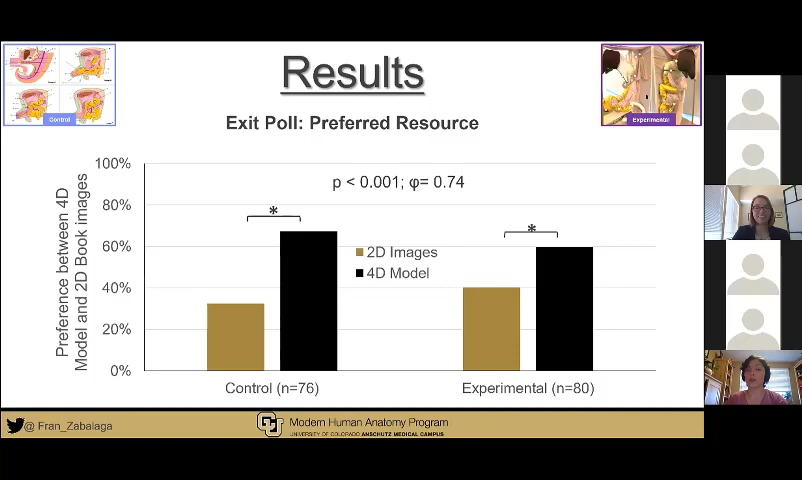 Results
Control
Experimental
Exit Poll: Preferred Resource
Preference between 4D
Model and 2D Book images
100%
80%
60%
40%
20%
0%
p < 0.001; φ= 0.74
*
*
2D Images
4D Model
Control (n=76)
Experimental (n=80)
@ Fran_Zabalaga
CU
Modern Human Anatomy Program
UNIVERSITY OF COLORADO ANSCHUTZ MEDICAL CAMPUS